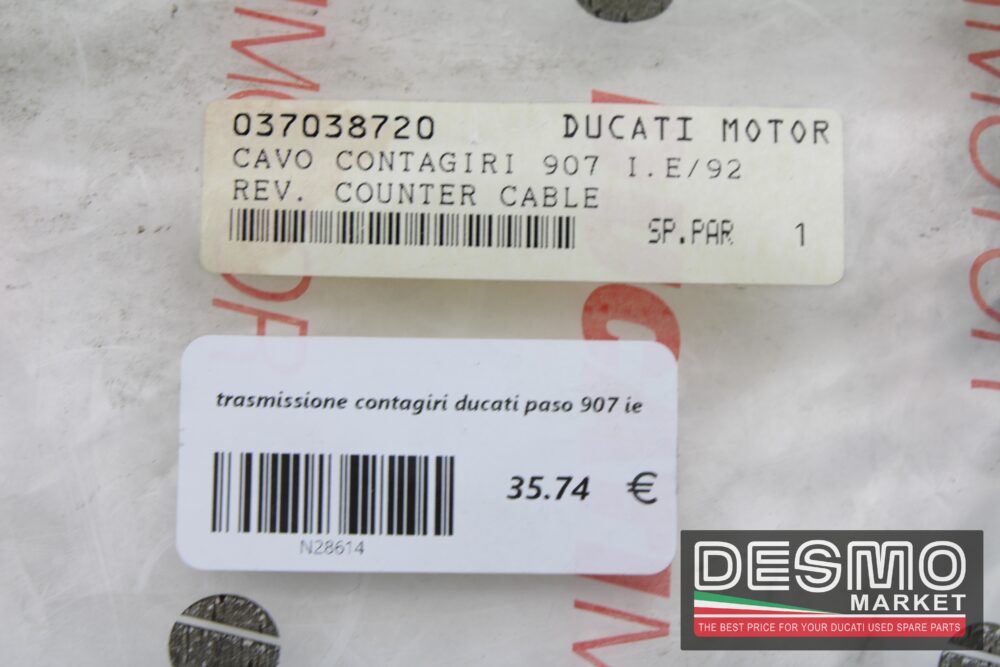 037038720 DUCATI MOTOR
CAVO CONTAGIRI 907 I.E/92
REV. COUNTER CABLE
SP.PAR 1
trasmissione contagiri ducati paso 907 ie
35.74 €
N28614
DESMO
MARKET
THE BEST PRICE FOR YOUR DUCATI USED SPARE PARTS